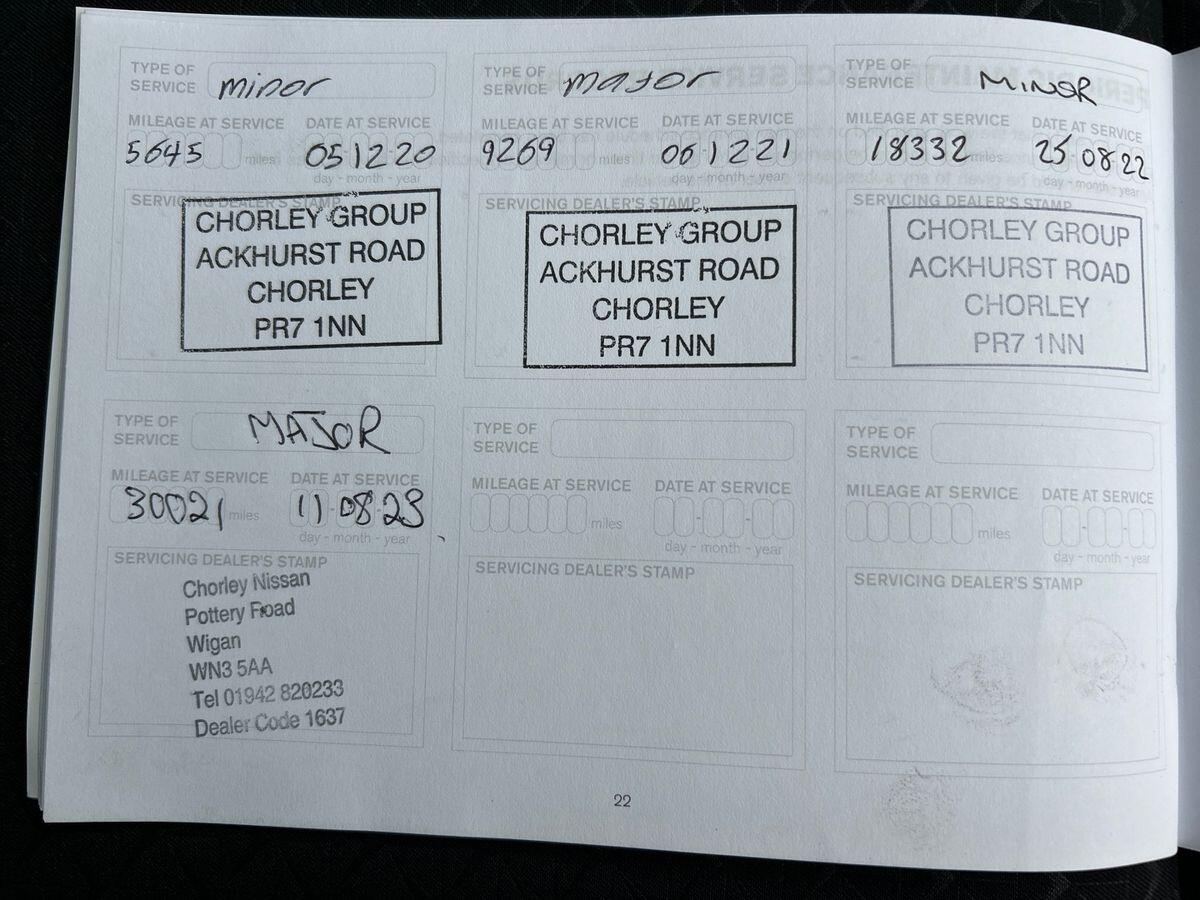 TYPE OF SERVICE minor
MILEAGE AT SERVICE DATE AT SERVICE
5645 miles 05-12-20
day - month - year
SERVICING DEALER'S STAMP
CHORLEY GROUP
ACKHURST ROAD
CHORLEY
PR7 1NN
TYPE OF SERVICE major
MILEAGE AT SERVICE DATE AT SERVICE
9269 miles 06-12-21
day - month - year
SERVICING DEALER'S STAMP
CHORLEY GROUP
ACKHURST ROAD
CHORLEY
PR7 1NN
TYPE OF SERVICE MINOR
MILEAGE AT SERVICE DATE AT SERVICE
18332 miles 25-08-22
day - month - year
SERVICING DEALER'S STAMP
CHORLEY GROUP
ACKHURST ROAD
CHORLEY
PR7 1NN
TYPE OF SERVICE MAJOR
MILEAGE AT SERVICE DATE AT SERVICE
30021 miles 11-08-23
day - month - year
SERVICING DEALER'S STAMP
Chorley Nissan
Pottery Road
Wigan
WN3 5AA
Tel 01942 820233
Dealer Code 1637
TYPE OF SERVICE
MILEAGE AT SERVICE DATE AT SERVICE
miles
day - month - year
SERVICING DEALER'S STAMP
TYPE OF SERVICE
MILEAGE AT SERVICE DATE AT SERVICE
miles
day - month - year
SERVICING DEALER'S STAMP
22